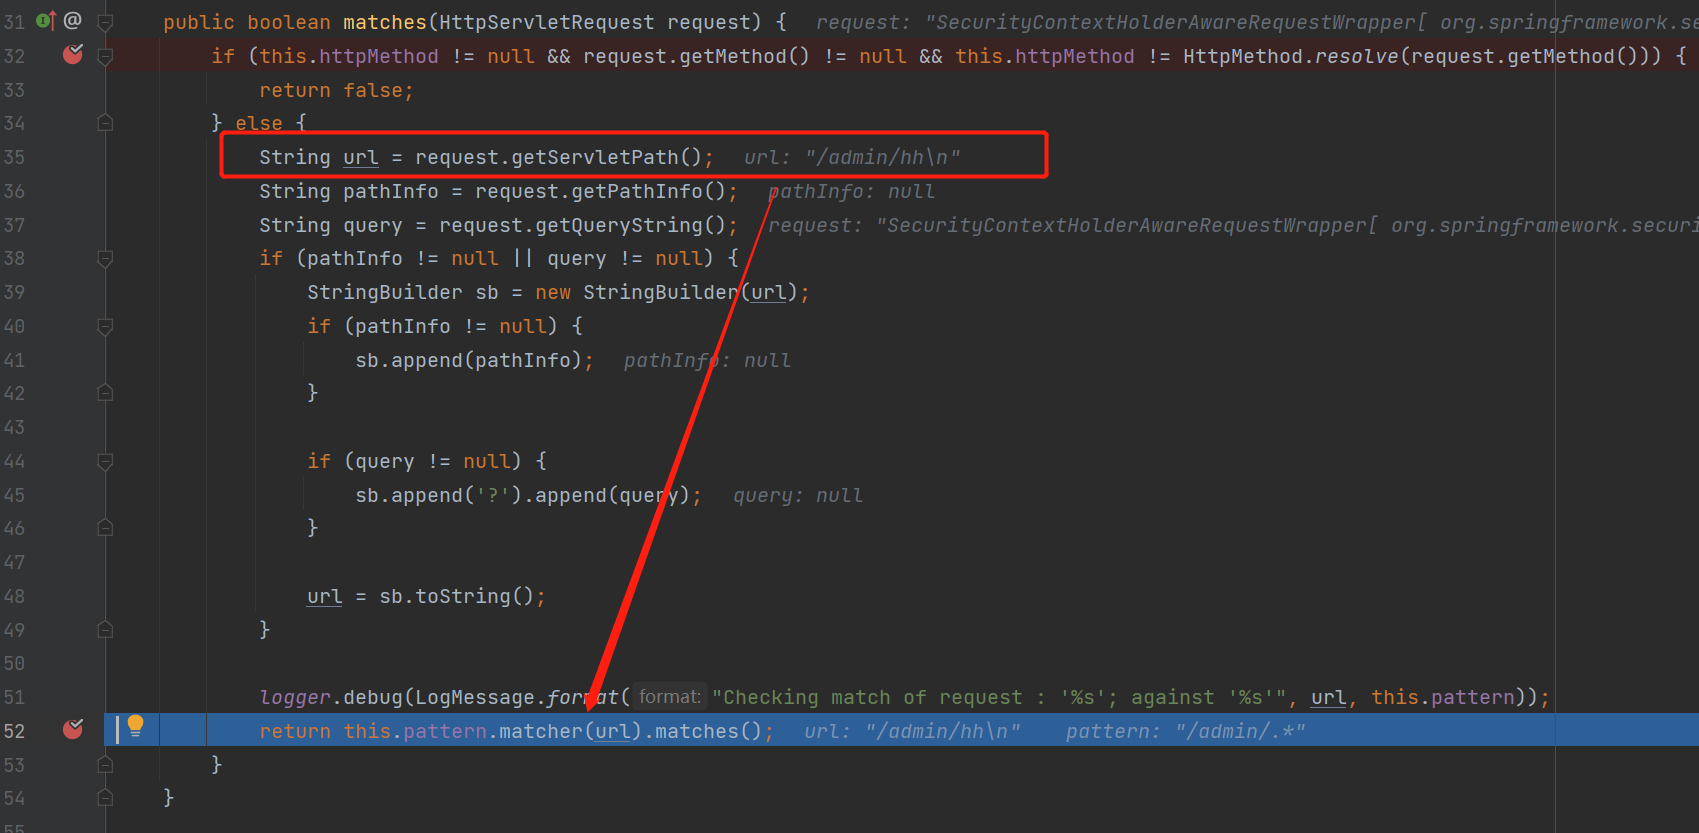 31 @ public boolean matches(HttpServletRequest request) { request: "SecurityContextHolderAwareRequestWrapper[ org.springframework.se
32 if (this.httpMethod != null && request.getMethod() != null && this.httpMethod != HttpMethod.resolve(request.getMethod())) {
33 return false;
34 } else {
35 String url = request.getServletPath(); url: "/admin/hh\n"
36 String pathInfo = request.getPathInfo(); pathInfo: null
37 String query = request.getQueryString(); request: "SecurityContextHolderAwareRequestWrapper[ org.springframework.securi
38 if (pathInfo != null || query != null) {
39 StringBuilder sb = new StringBuilder(url);
40 if (pathInfo != null) {
41 sb.append(pathInfo); pathInfo: null
42 }
43
44 if (query != null) {
45 sb.append('?').append(query); query: null
46 }
47
48 url = sb.toString();
49 }
50
51 logger.debug(LogMessage.format( format: "Checking match of request : '%s'; against '%s'", url, this.pattern));
52 return this.pattern.matcher(url).matches(); url: "/admin/hh\n" pattern: "/admin/.*"
53 }
54 }
55